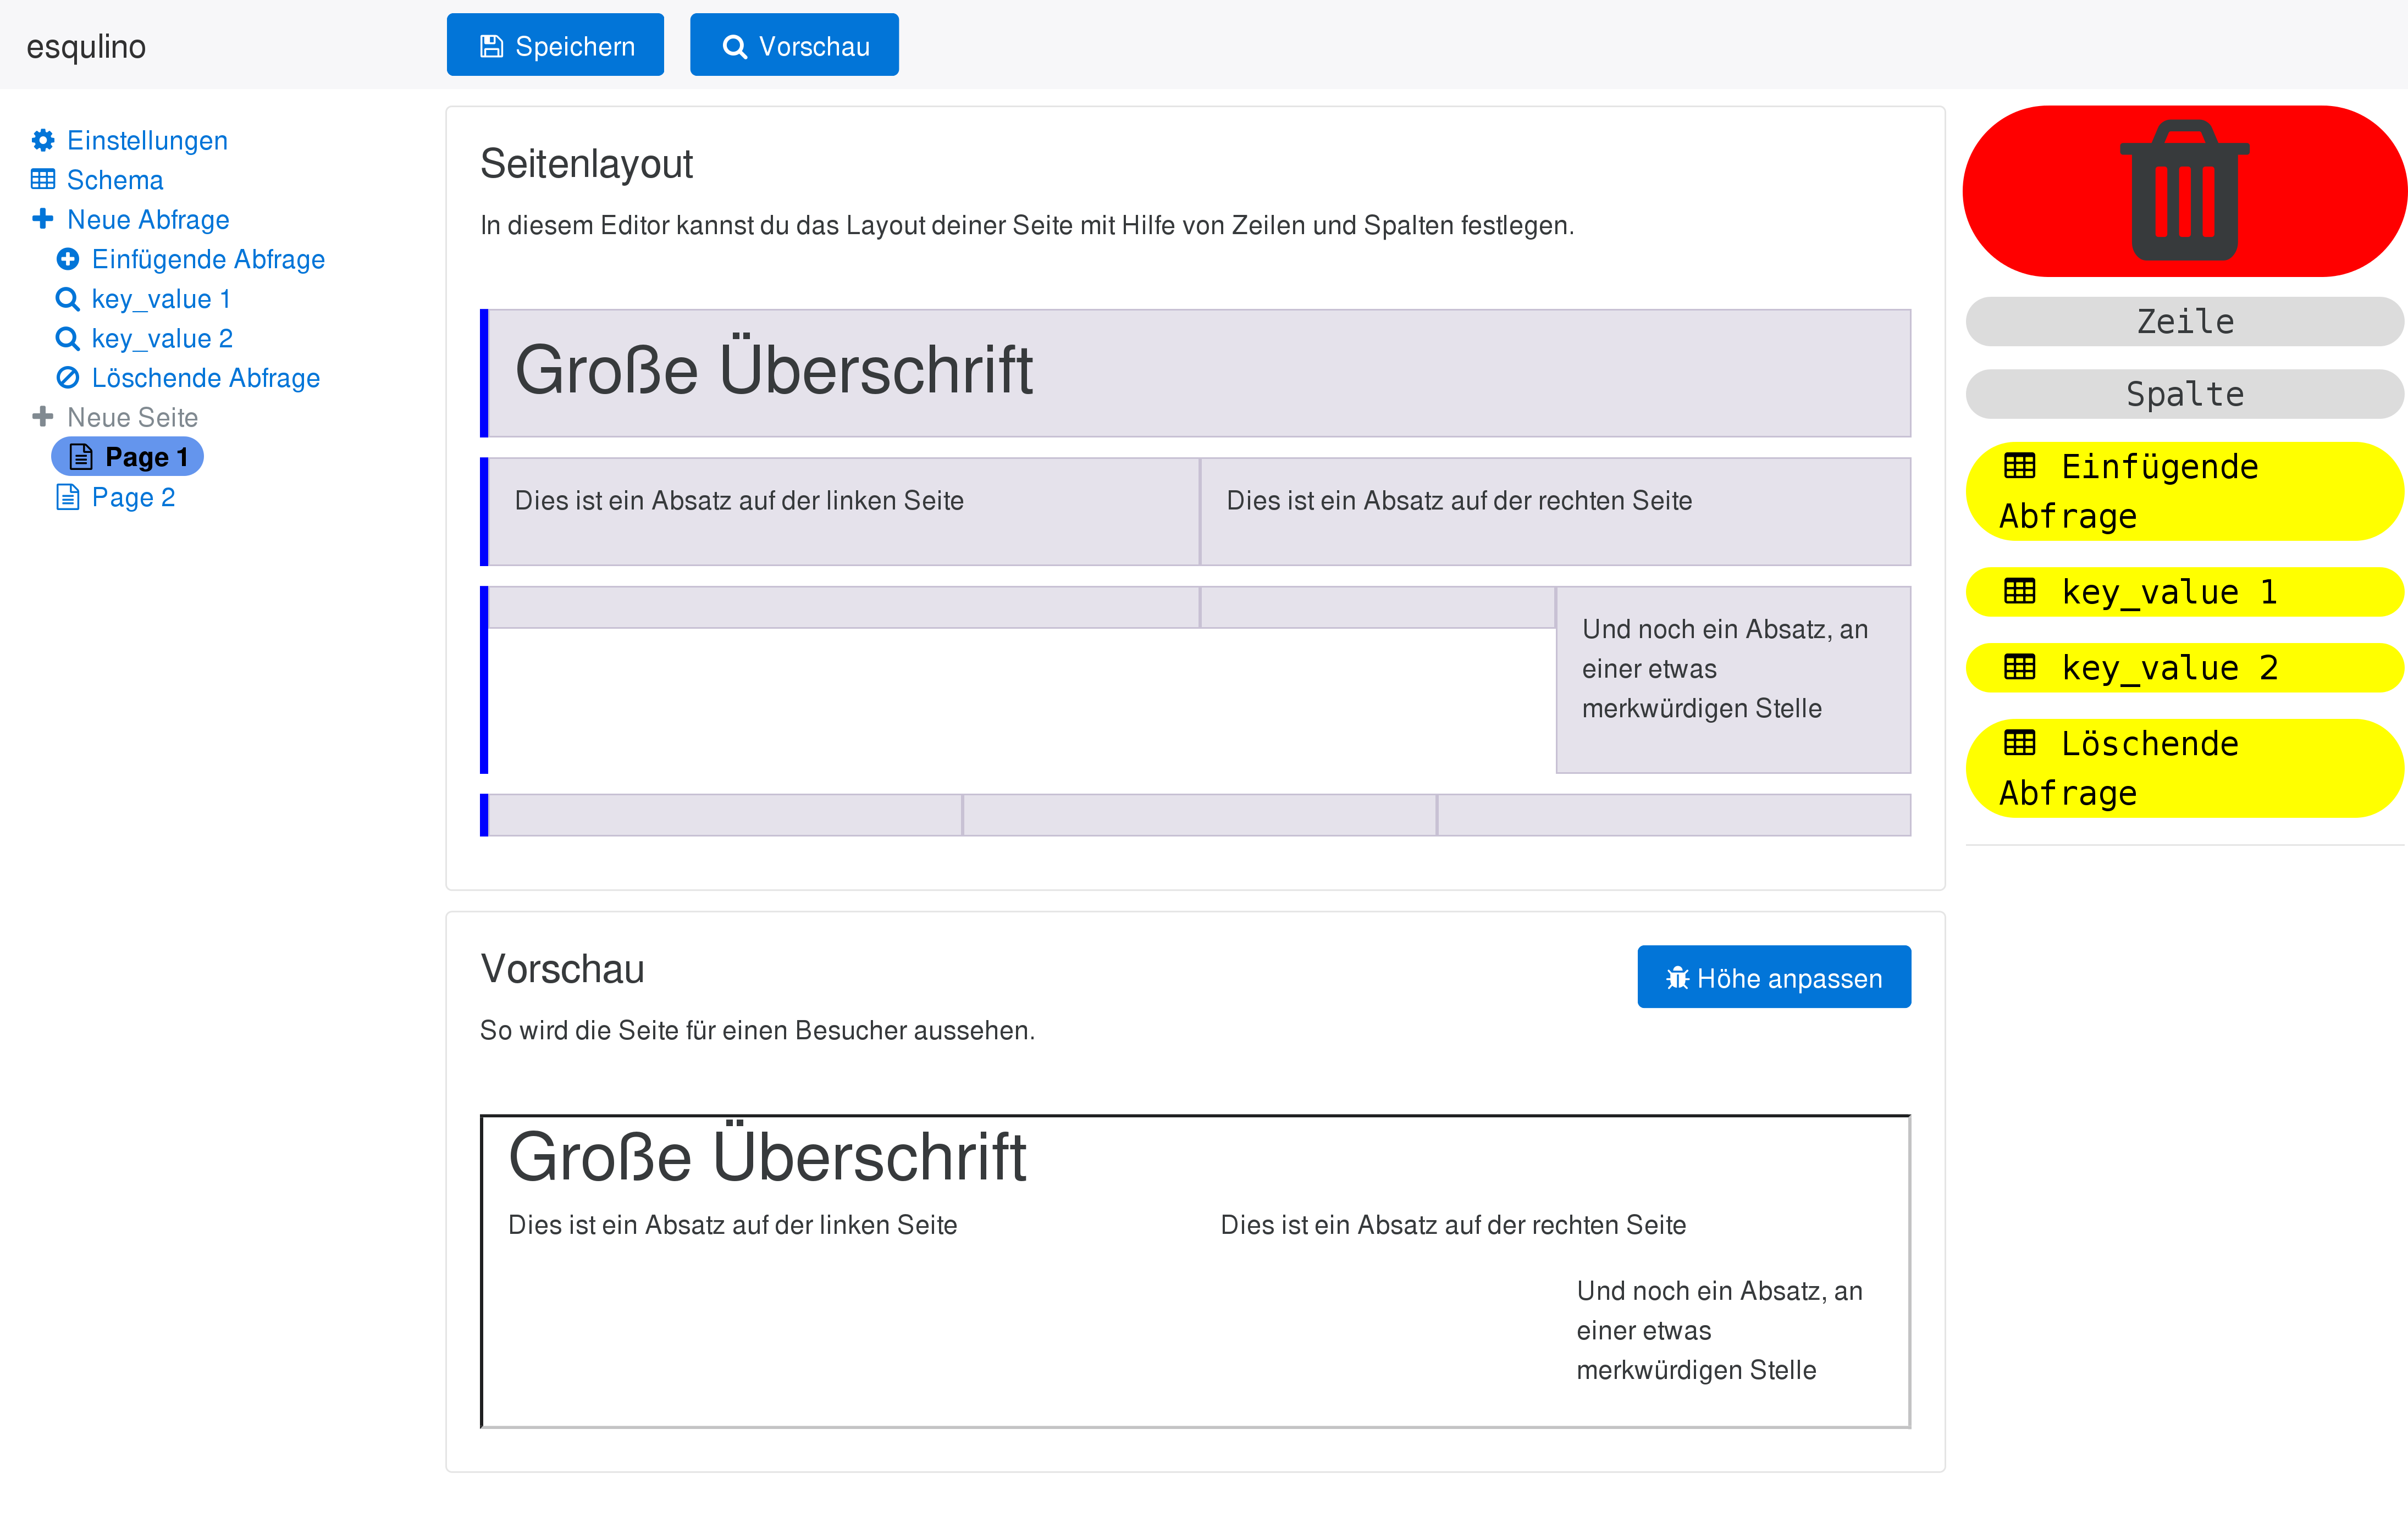 esqulino
Speichern
Vorschau
Einstellungen
Schema
Neue Abfrage
Einfügende Abfrage
key_value 1
key_value 2
Löschende Abfrage
Neue Seite
Page 1
Page 2
Seitenlayout
In diesem Editor kannst du das Layout deiner Seite mit Hilfe von Zeilen und Spalten festlegen.
Große Überschrift
Dies ist ein Absatz auf der linken Seite
Dies ist ein Absatz auf der rechten Seite
Und noch ein Absatz, an
einer etwas
merkwürdigen Stelle
Vorschau
Höhe anpassen
So wird die Seite für einen Besucher aussehen.
Große Überschrift
Dies ist ein Absatz auf der linken Seite
Dies ist ein Absatz auf der rechten Seite
Und noch ein Absatz, an
einer etwas
merkwürdigen Stelle
Zeile
Spalte
Einfügende
Abfrage
key_value 1
key_value 2
Löschende
Abfrage